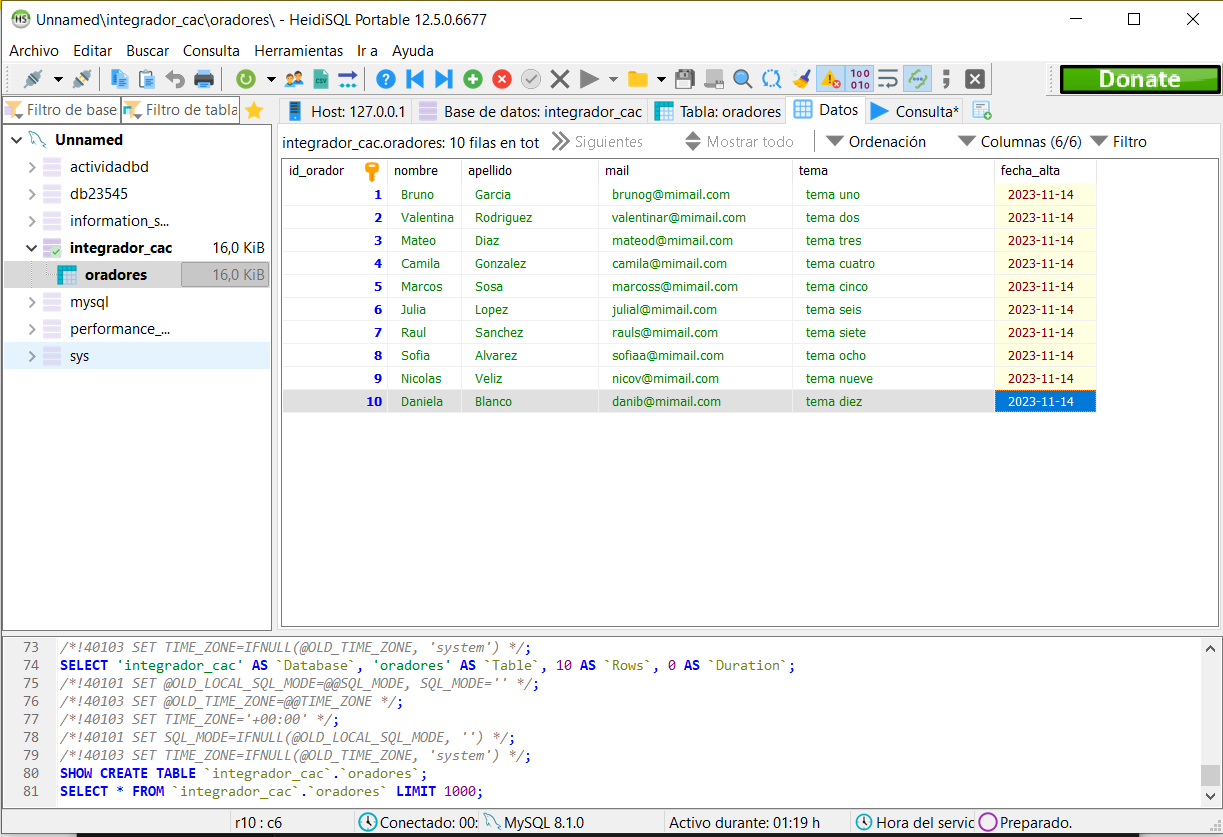 HS Unnamed\integrador_cac\oradores\ - HeidiSQL Portable 12.5.0.6677
Archivo Editar Buscar Consulta Herramientas Ir a Ayuda
Donate
Filtro de base Filtro de tabla Host: 127.0.0.1 Base de datos: integrador_cac Tabla: oradores Datos Consulta*
integrador_cac.oradores: 10 filas en tot Siguientes Mostrar todo Ordenación Columnas (6/6) Filtro
Unnamed
actividadbd
db23545
information_s...
integrador_cac 16,0 KiB
oradores 16,0 KiB
mysql
performance_...
sys
id_orador nombre apellido mail tema fecha_alta
1 Bruno Garcia brunog@mimail.com tema uno 2023-11-14
2 Valentina Rodriguez valentinar@mimail.com tema dos 2023-11-14
3 Mateo Diaz mateod@mimail.com tema tres 2023-11-14
4 Camila Gonzalez camila@mimail.com tema cuatro 2023-11-14
5 Marcos Sosa marcoss@mimail.com tema cinco 2023-11-14
6 Julia Lopez julial@mimail.com tema seis 2023-11-14
7 Raul Sanchez rauls@mimail.com tema siete 2023-11-14
8 Sofia Alvarez sofiaa@mimail.com tema ocho 2023-11-14
9 Nicolas Veliz nicov@mimail.com tema nueve 2023-11-14
10 Daniela Blanco danib@mimail.com tema diez 2023-11-14
73 /*!40103 SET TIME_ZONE=IFNULL(@OLD_TIME_ZONE, 'system') */;
74 SELECT 'integrador_cac' AS `Database`, 'oradores' AS `Table`, 10 AS `Rows`, 0 AS `Duration`;
75 /*!40101 SET @OLD_LOCAL_SQL_MODE=@@SQL_MODE, SQL_MODE='' */;
76 /*!40103 SET @OLD_TIME_ZONE=@@TIME_ZONE */;
77 /*!40103 SET TIME_ZONE='+00:00' */;
78 /*!40101 SET SQL_MODE=IFNULL(@OLD_LOCAL_SQL_MODE, '') */;
79 /*!40103 SET TIME_ZONE=IFNULL(@OLD_TIME_ZONE, 'system') */;
80 SHOW CREATE TABLE `integrador_cac`.`oradores`;
81 SELECT * FROM `integrador_cac`.`oradores` LIMIT 1000;
r10 : c6 Conectado: 00: MySQL 8.1.0 Activo durante: 01:19 h Hora del servic Preparado.